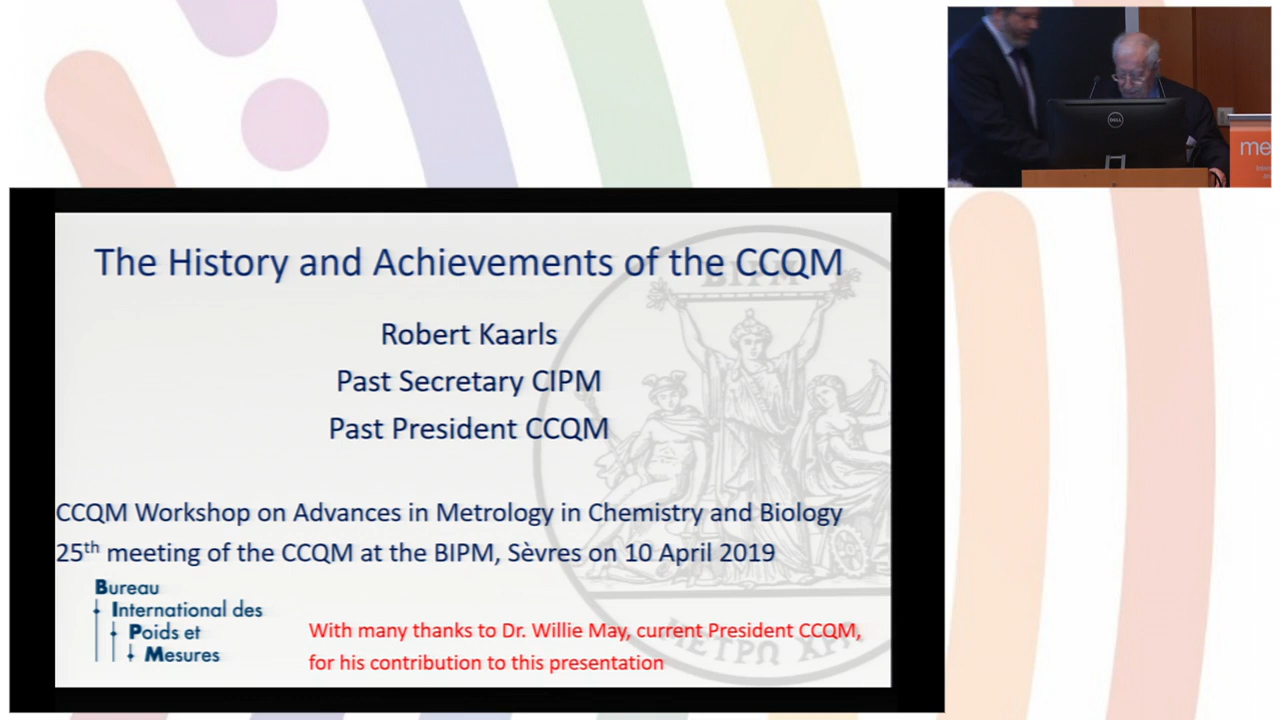 DELL
me
The History and Achievements of the CCQM
BIPM
Robert Kaarls
Past Secretary CIPM
Past President CCQM
CCQM Workshop on Advances in Metrology in Chemistry and Biology
25th meeting of the CCQM at the BIPM, Sèvres on 10 April 2019
Bureau
International des
Poids et
Mesures
With many thanks to Dr. Willie May, current President CCQM,
for his contribution to this presentation
ΜΕΤΡΩ ΧΡΩ